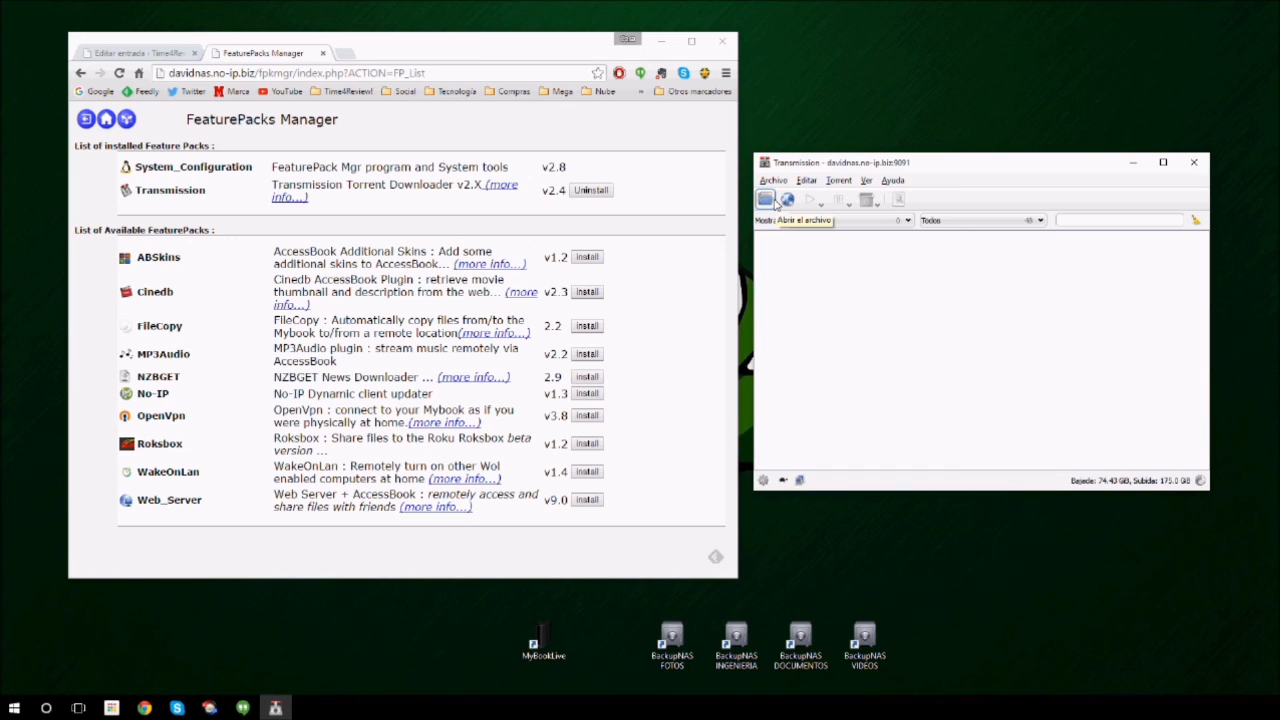 Editar entrada - Time4Re
FeaturePacks Manager
davidnas.no-ip.biz/fpkmgr/index.php?ACTION=FP_List
Google
Feedly
Twitter
Marca
YouTube
Time4Review!
Social
Tecnología
Compras
Mega
Nube
»
Otros marcadores
FeaturePacks Manager
List of installed Feature Packs :
System_Configuration
FeaturePack Mgr program and System tools
v2.8
Transmission
Transmission Torrent Downloader v2.X (more
info...)
v2.4
Uninstall
List of Available FeaturePacks :
ABSkins
AccessBook Additional Skins : Add some
additional skins to AccessBook... (more info...)
v1.2
install
Cinedb
Cinedb AccessBook Plugin : retrieve movie
thumbnail and description from the web... (more
info...)
v2.3
install
FileCopy
FileCopy : Automatically copy files from/to the
Mybook to/from a remote location(more info...)
2.2
install
MP3Audio
MP3Audio plugin : stream music remotely via
AccessBook
v2.2
install
NZBGET
NZBGET News Downloader ... (more info...)
2.9
install
No-IP
No-IP Dynamic client updater
v1.3
install
OpenVpn
OpenVpn : connect to your Mybook as if you
were physically at home.(more info...)
v3.8
install
Roksbox
Roksbox : Share files to the Roku Roksbox beta
version ...
v1.2
install
WakeOnLan
WakeOnLan : Remotely turn on other Wol
enabled computers at home (more info...)
v1.4
install
Web_Server
Web Server + AccessBook : remotely access and
share files with friends (more info...)
v9.0
install
Transmission - davidnas.no-ip.biz:9091
Archivo
Editar
Torrent
Ver
Ayuda
Abrir el archivo
0
Todos
Bajada: 74.43 GB, Subida: 175.0 GB
MyBookLive
BackupNAS
FOTOS
BackupNAS
INGENIERIA
BackupNAS
DOCUMENTOS
BackupNAS
VIDEOS